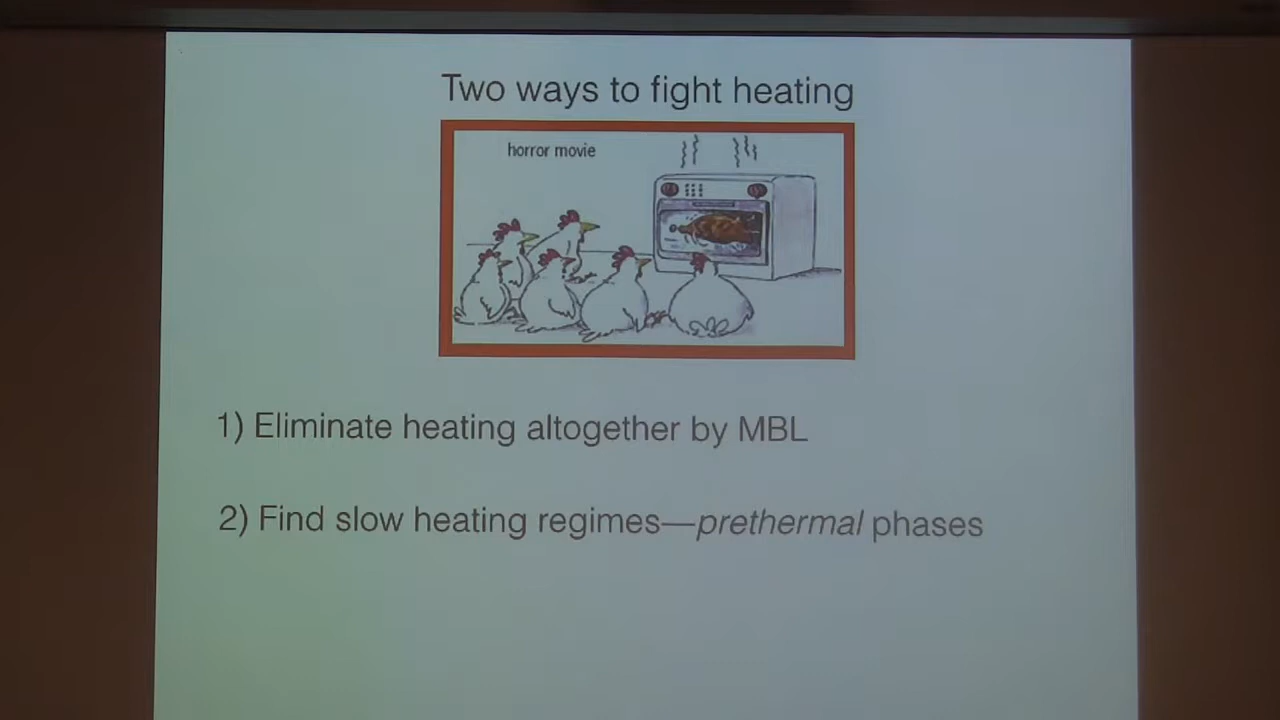 Two ways to fight heating
horror movie
1) Eliminate heating altogether by MBL
2) Find slow heating regimes—prethermal phases